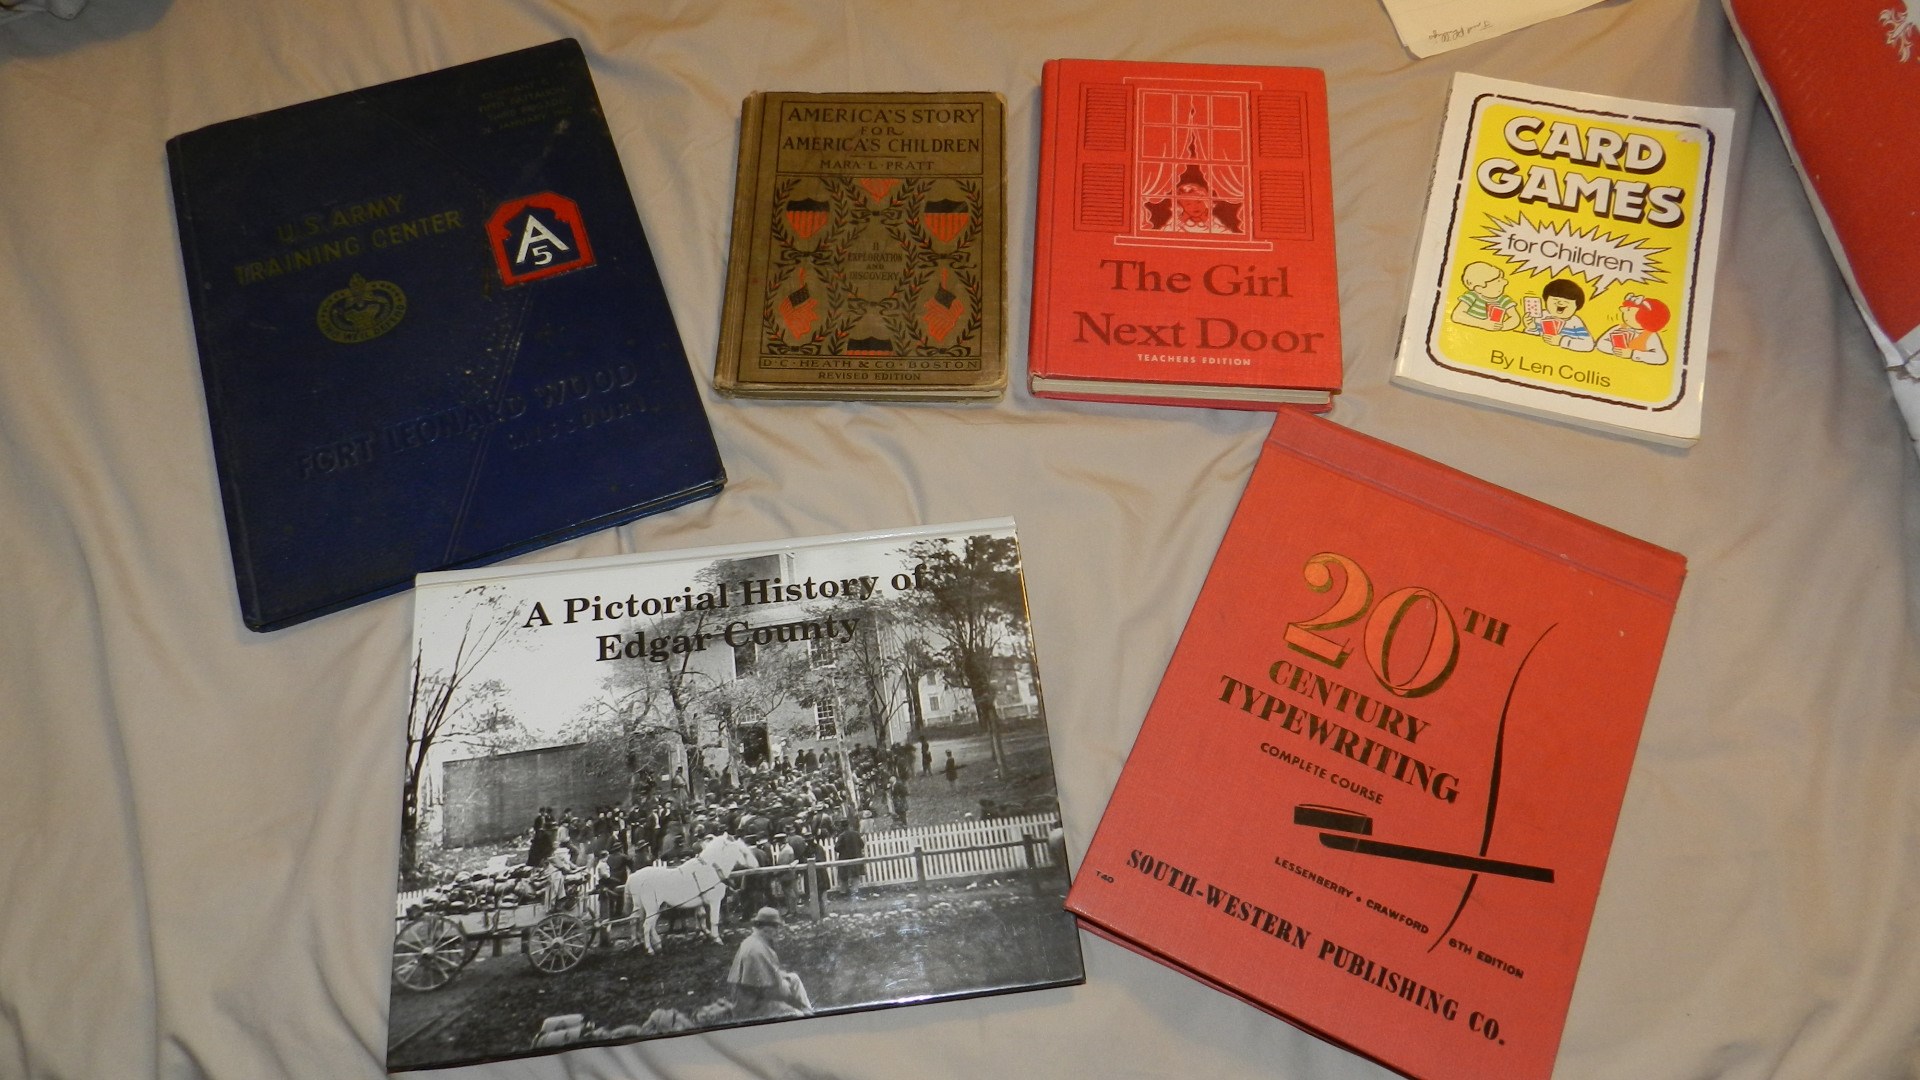 U.S. ARMY
TRAINING CENTER
A
5
FORT LEONARD WOOD
MISSOURI
AMERICA'S STORY
FOR
AMERICA'S CHILDREN
MARA·L·PRATT
II
EXPLORATION
AND
DISCOVERY
D·C·HEATH & CO·BOSTON
REVISED EDITION
The Girl
Next Door
TEACHERS EDITION
CARD
GAMES
for Children
By Len Collis
A Pictorial History of
Edgar County
20TH
CENTURY
TYPEWRITING
COMPLETE COURSE
LESSENBERRY • CRAWFORD
6TH EDITION
T40
SOUTH-WESTERN PUBLISHING CO.